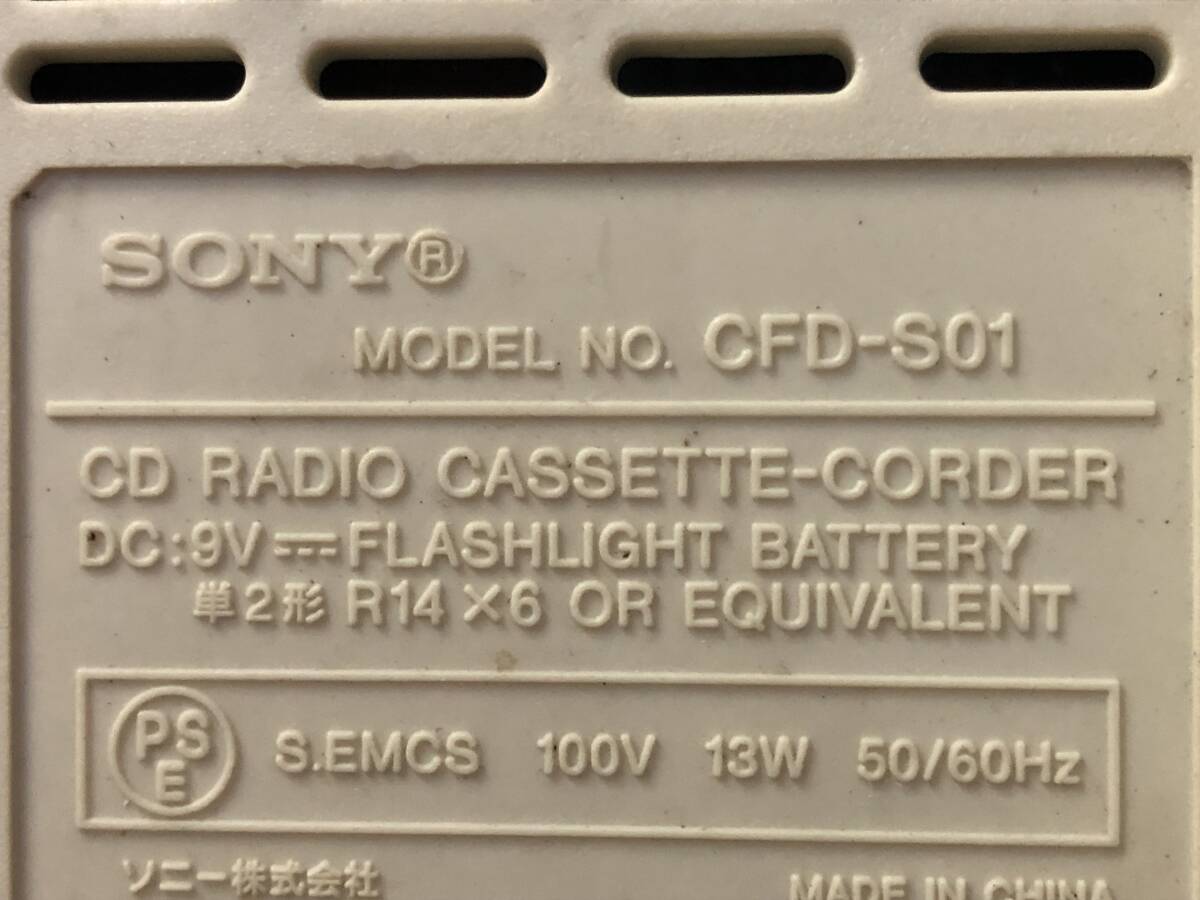 SONY®
MODEL NO. CFD-S01
CD RADIO CASSETTE-CORDER
DC:9V⎓FLASHLIGHT BATTERY
単2形 R14×6 OR EQUIVALENT
PSE S.EMCS 100V 13W 50/60Hz
ソニー株式会社 MADE IN CHINA